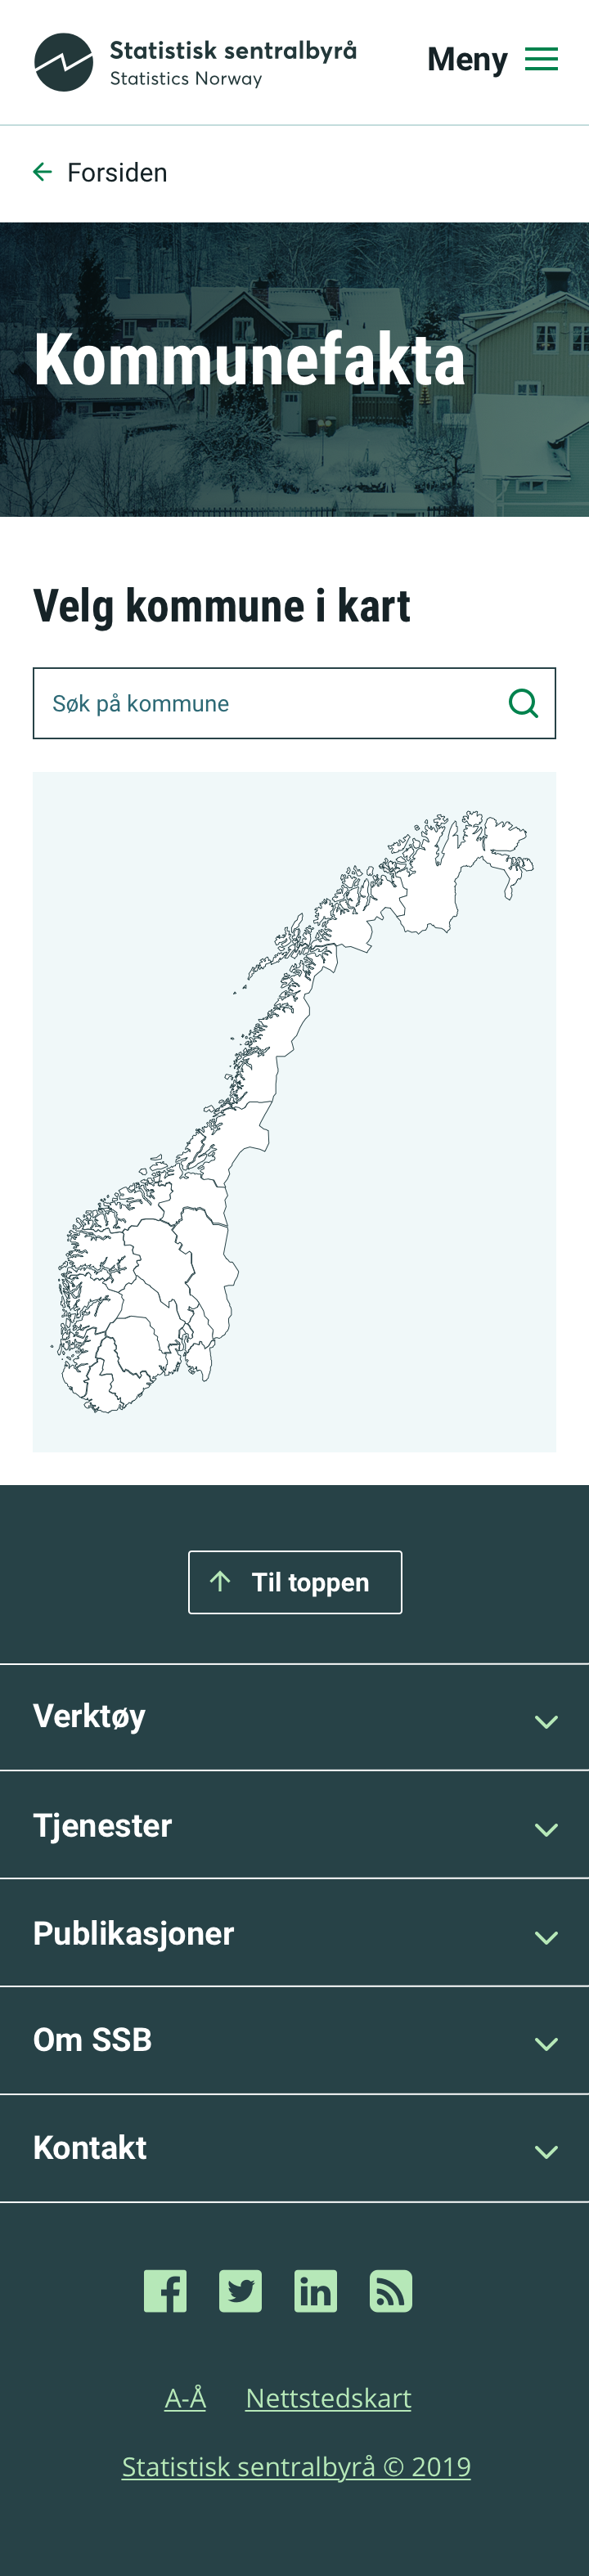 Statistisk sentralbyrå
Statistics Norway
Meny
Forsiden
Kommunefakta
Velg kommune i kart
Søk på kommune
Til toppen
Verktøy
Tjenester
Publikasjoner
Om SSB
Kontakt
A-Å Nettstedskart
Statistisk sentralbyrå © 2019